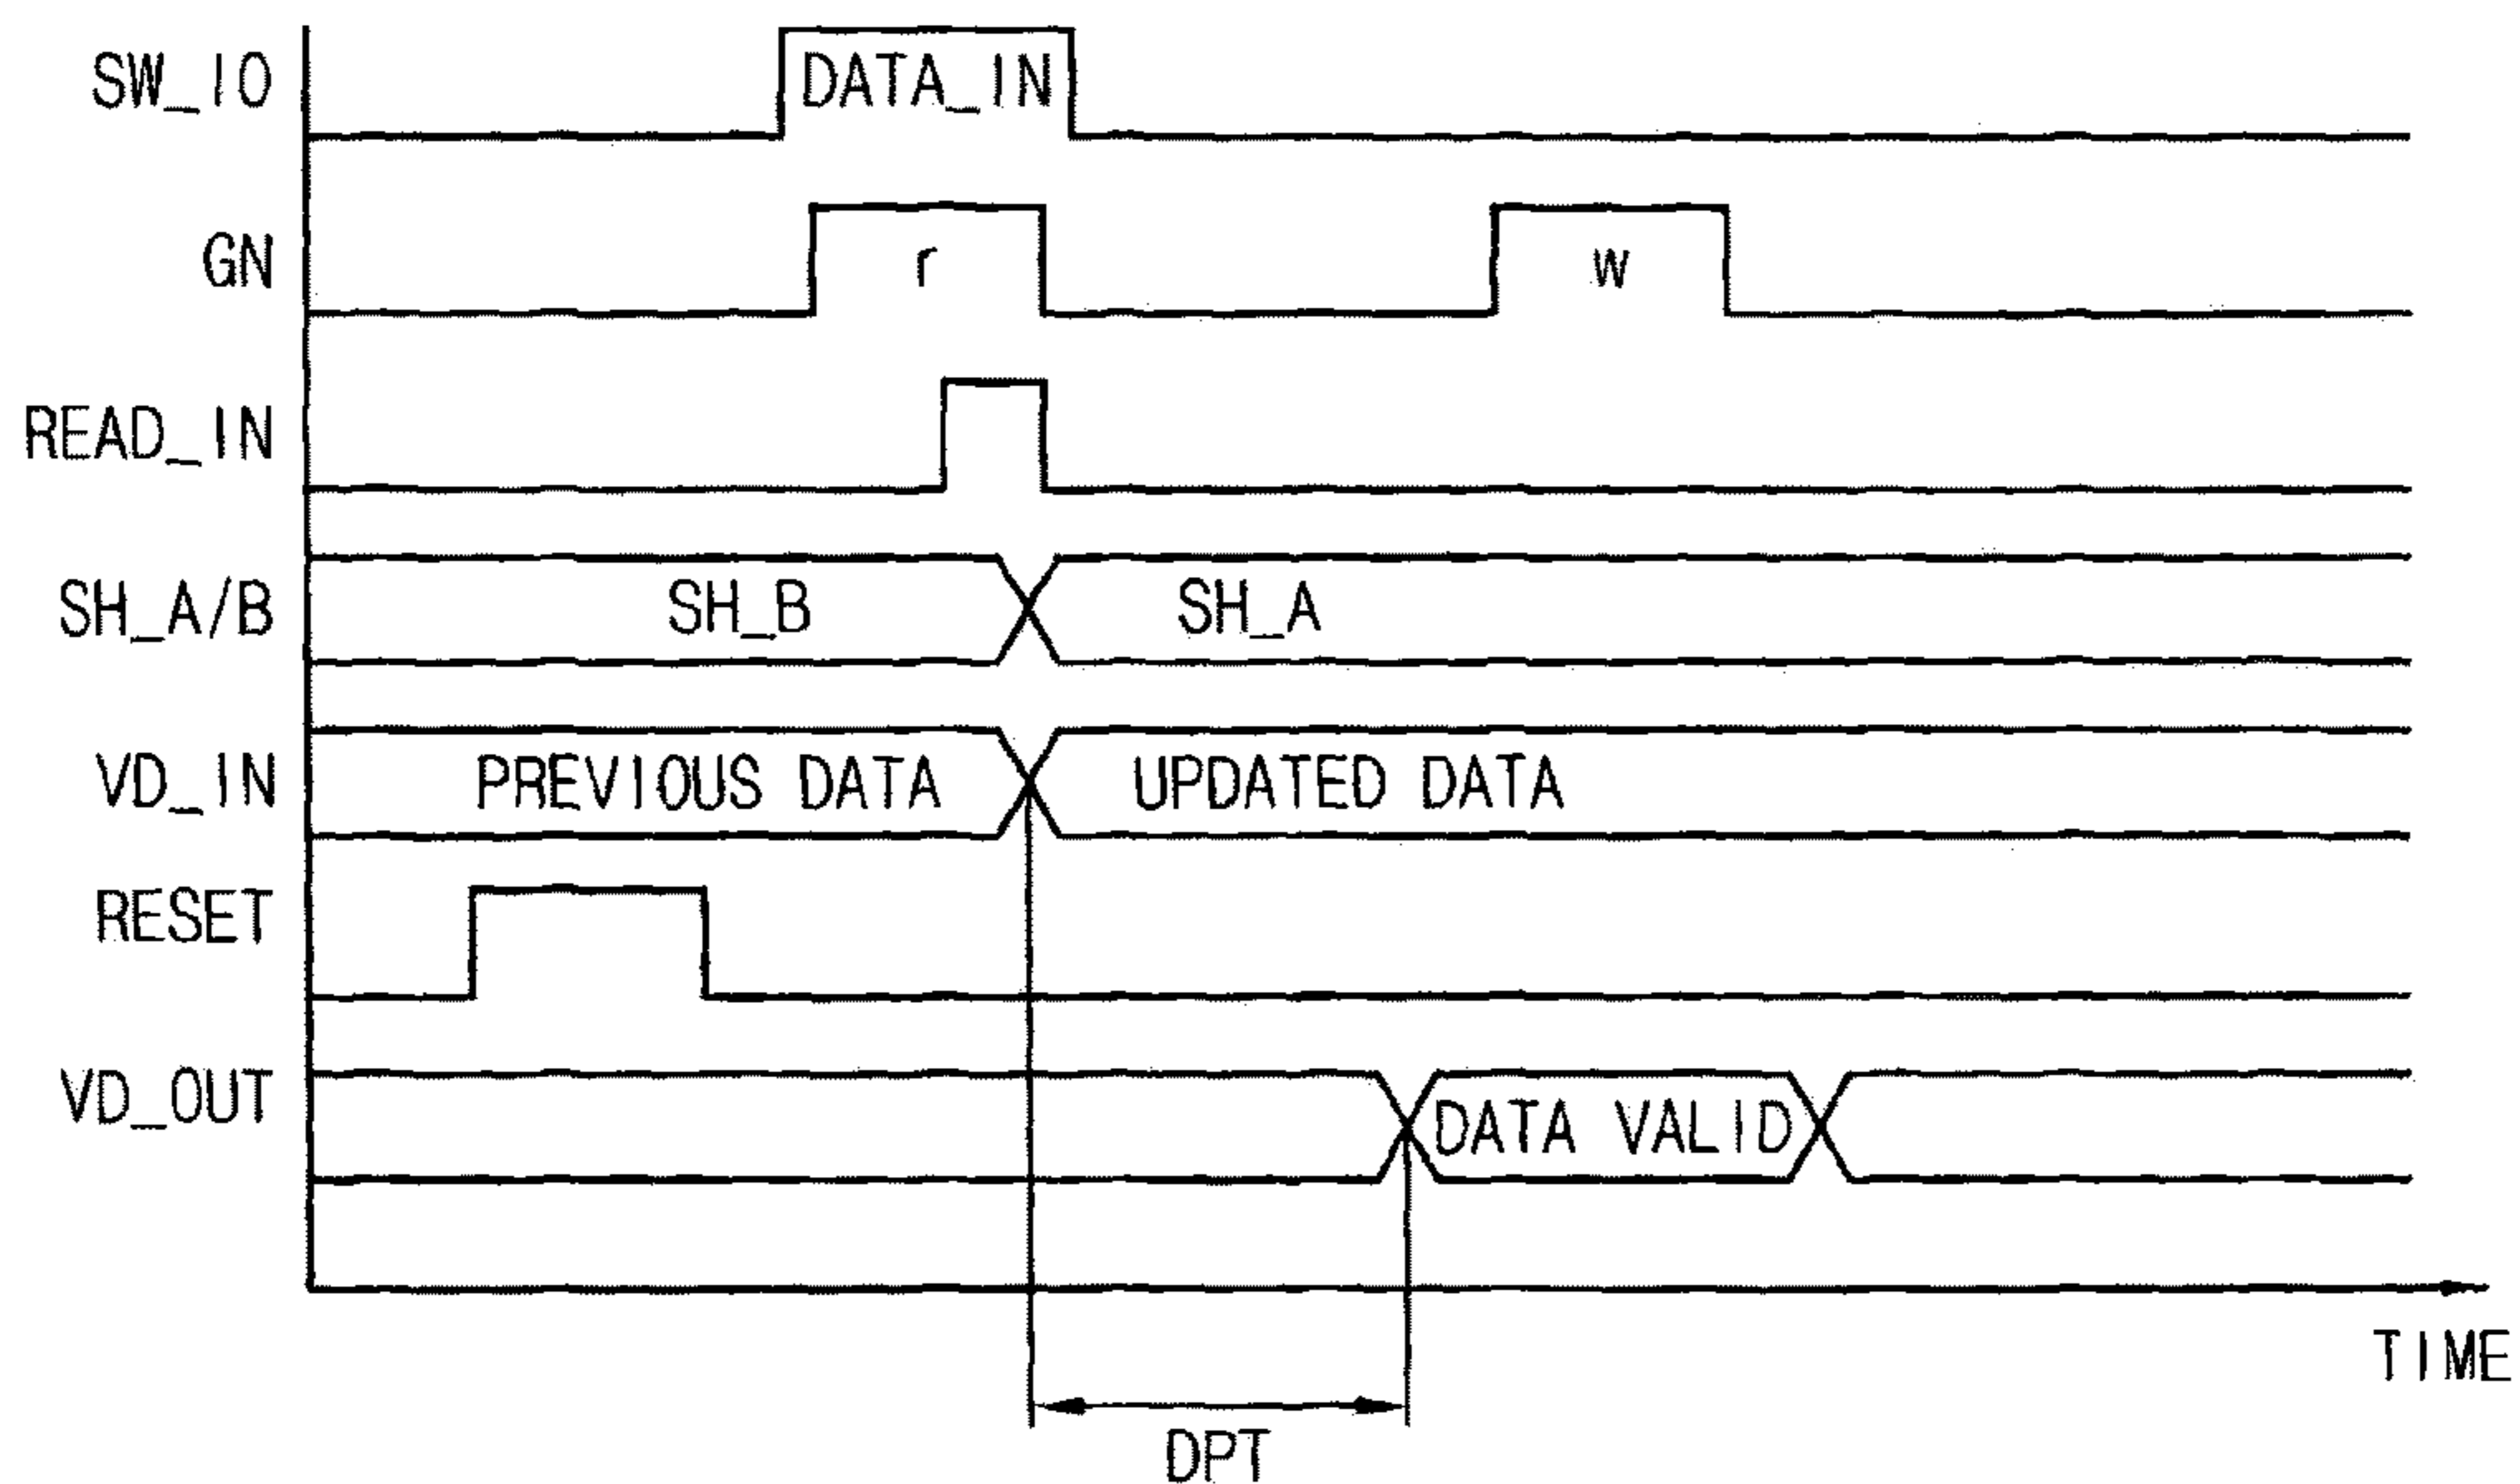 SW_IO DATA_IN
GN r w
READ_IN
SH_A/B SH_B SH_A
VD_IN PREVIOUS DATA UPDATED DATA
RESET
VD_OUT DATA VALID
TIME
DPT